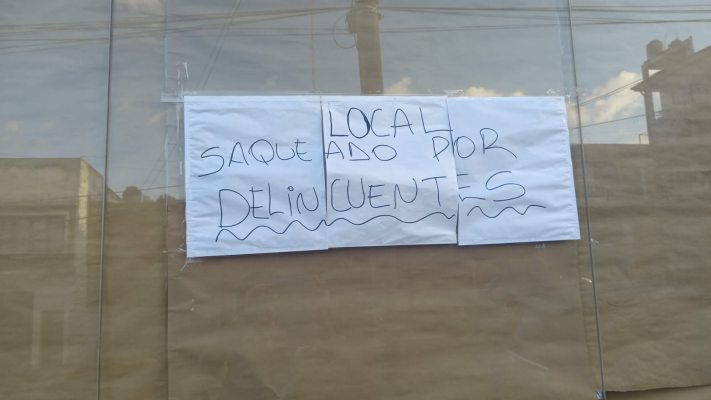 LOCAL
SAQUEADO POR
DELINCUENTES